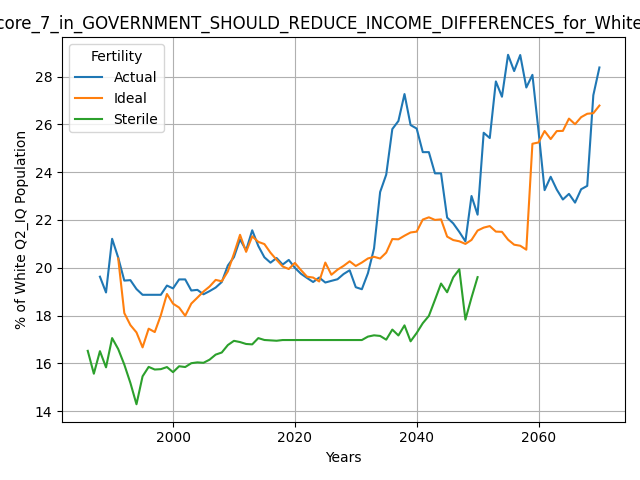 core_7_in_GOVERNMENT_SHOULD_REDUCE_INCOME_DIFFERENCES_for_White
Fertility
Actual
Ideal
Sterile
% of White Q2_IQ Population
28
26
24
22
20
18
16
14
2000 2020 2040 2060
Years